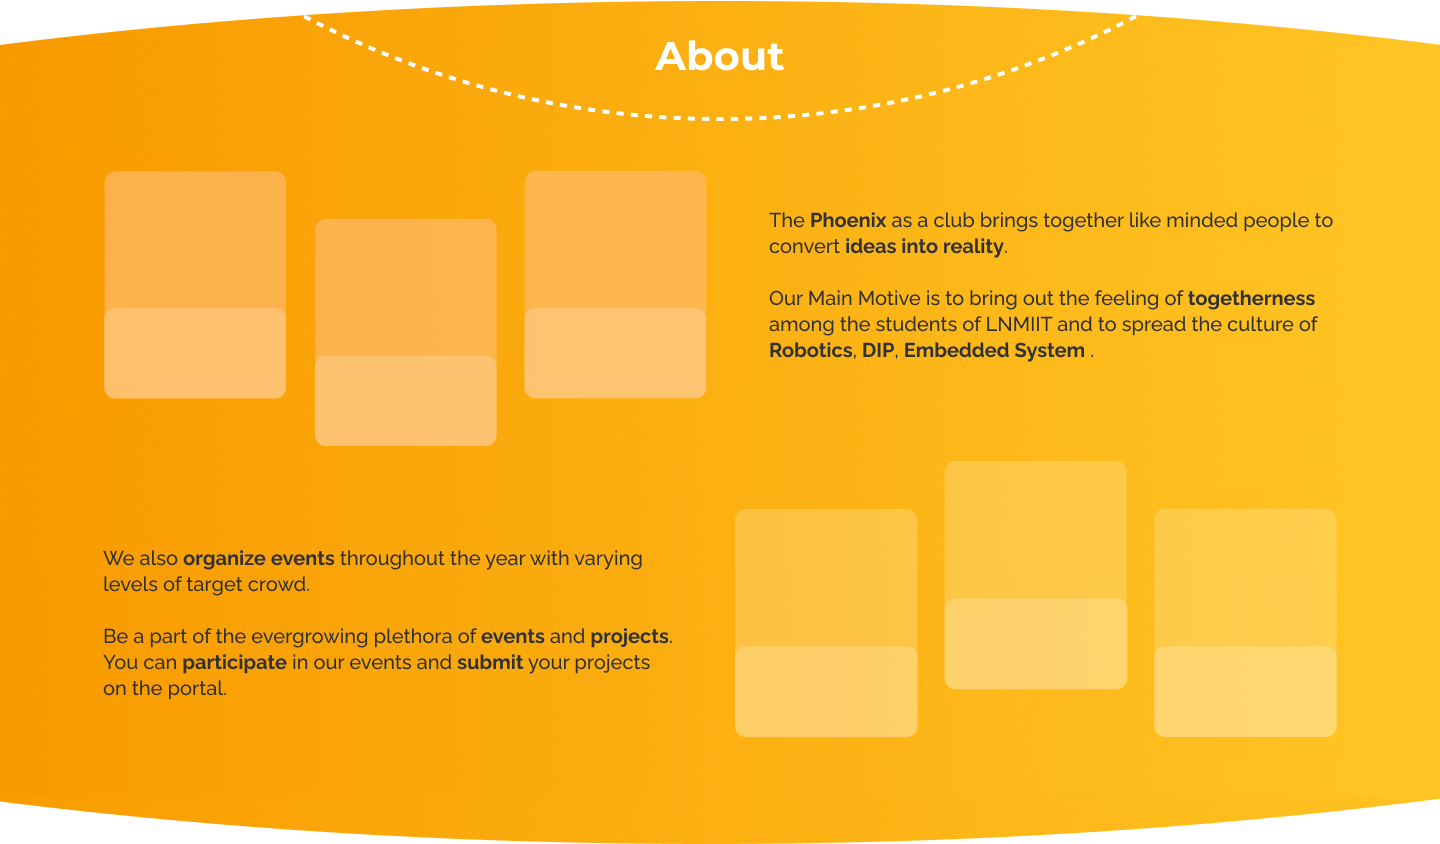 About
The Phoenix as a club brings together like minded people to
convert ideas into reality.
Our Main Motive is to bring out the feeling of togetherness
among the students of LNMIIT and to spread the culture of
Robotics, DIP, Embedded System .
We also organize events throughout the year with varying
levels of target crowd.
Be a part of the evergrowing plethora of events and projects.
You can participate in our events and submit your projects
on the portal.